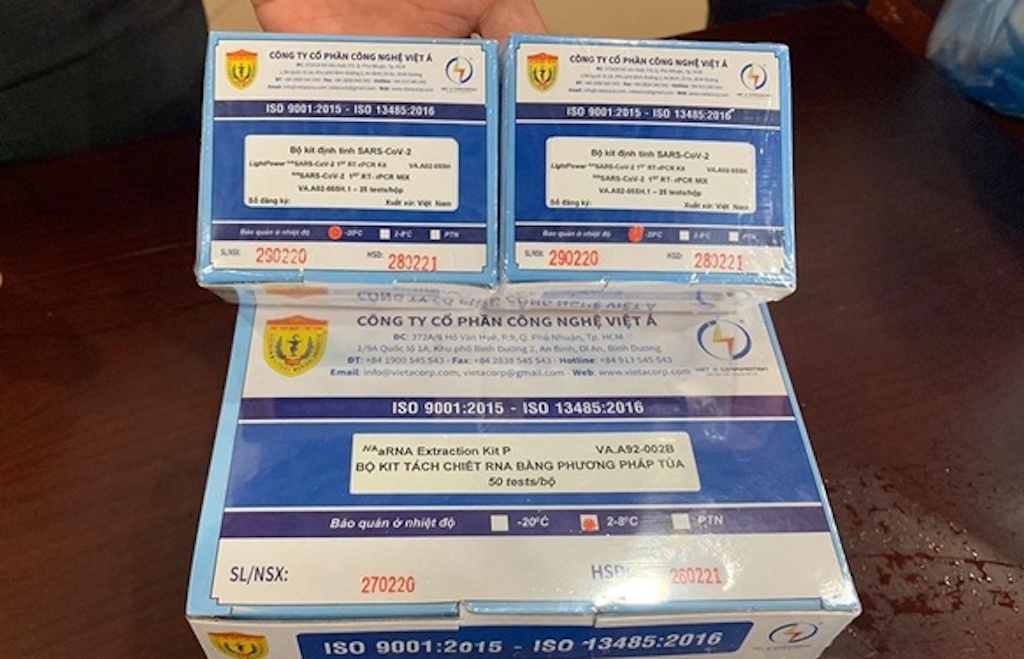 CÔNG TY CỔ PHẦN CÔNG NGHỆ VIỆT Á
ISO 9001:2015 - ISO 13485:2016
Bộ kit định tính SARS-CoV-2
LightPower SARS-CoV-2 1ST RT-rPCR Kit VA.A02-055H
SARS-CoV-2 1ST RT- rPCR MIX
VA.A02-055H.1 – 25 tests/hộp
Số đăng ký: Xuất xứ: Việt Nam
Bảo quản ở nhiệt độ -20°C 2-8°C PTN
SL/NSX: 290220 HSD: 280221
CÔNG TY CỔ PHẦN CÔNG NGHỆ VIỆT Á
ISO 9001:2015 - ISO 13485:2016
Bộ kit định tính SARS-CoV-2
LightPower SARS-CoV-2 1ST RT-rPCR Kit VA.A02-055H
SARS-CoV-2 1ST RT- rPCR MIX
VA.A02-055H.1 – 25 tests/hộp
Số đăng ký: Xuất xứ: Việt Nam
Bảo quản ở nhiệt độ -20°C 2-8°C PTN
SL/NSX: 290220 HSD: 280221
CÔNG TY CỔ PHẦN CÔNG NGHỆ VIỆT Á
ĐC: 372A/8 Hồ Văn Huê, P.9, Q. Phú Nhuận, Tp. HCM
1/9A Quốc lộ 1A, Khu phố Bình Đường 2, An Bình, Dĩ An, Bình Dương
ĐT: +84 1900 545 543 - Fax: +84 2838 545 543 - Hotline: +84 913 545 543
Email: info@vietacorp.com; vietacorp@gmail.com - Web: www.vietacorp.com
VIET A CORPORATION
ISO 9001:2015 - ISO 13485:2016
IVAaRNA Extraction Kit P VA.A92-002B
BỘ KIT TÁCH CHIẾT RNA BẰNG PHƯƠNG PHÁP TỦA
50 tests/bộ
Bảo quản ở nhiệt độ -20°C 2-8°C PTN
SL/NSX: 270220 HSD: 260221
ISO 9001:2015 - ISO 13485:2016